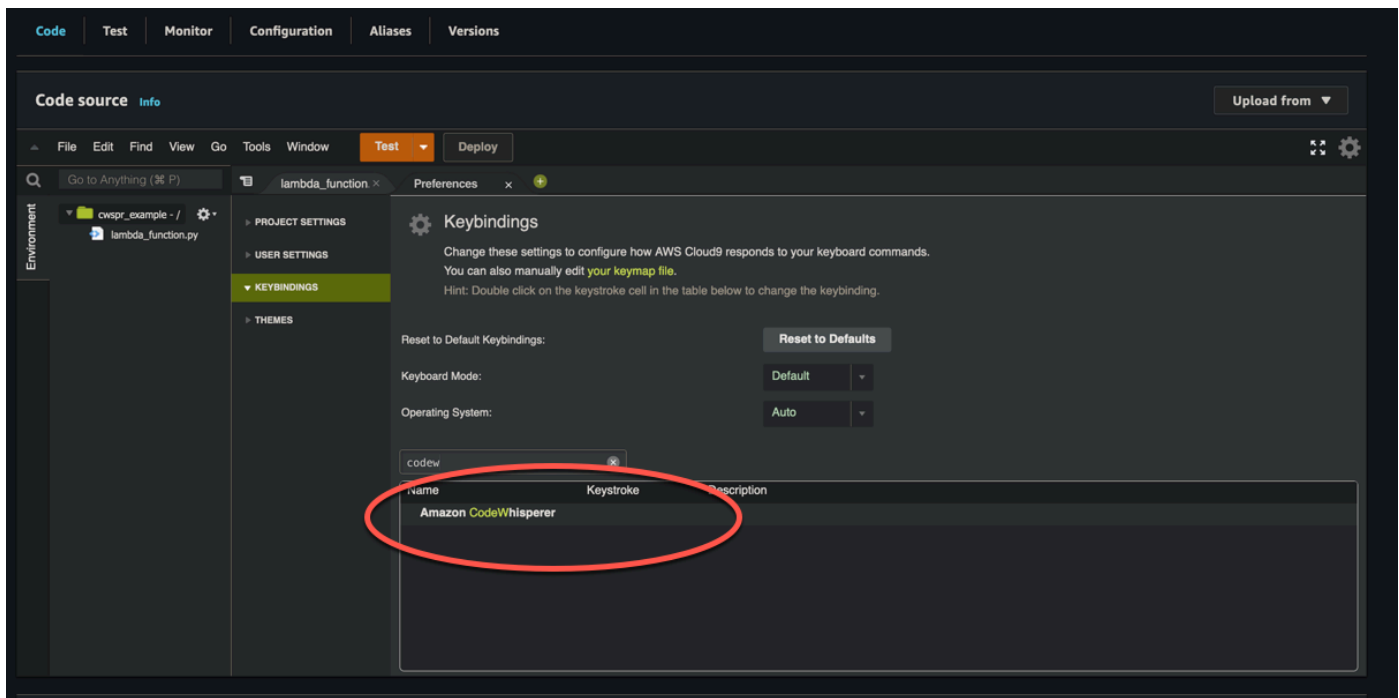 Code Test Monitor Configuration Aliases Versions
Code source Info
Upload from
File Edit Find View Go Tools Window Test Deploy
Go to Anything (⌘ P)
lambda_function Preferences
Environment
cwspr_example - /
lambda_function.py
PROJECT SETTINGS
USER SETTINGS
KEYBINDINGS
THEMES
Keybindings
Change these settings to configure how AWS Cloud9 responds to your keyboard commands.
You can also manually edit your keymap file.
Hint: Double click on the keystroke cell in the table below to change the keybinding.
Reset to Default Keybindings: Reset to Defaults
Keyboard Mode: Default
Operating System: Auto
codew
Name Keystroke Description
Amazon CodeWhisperer